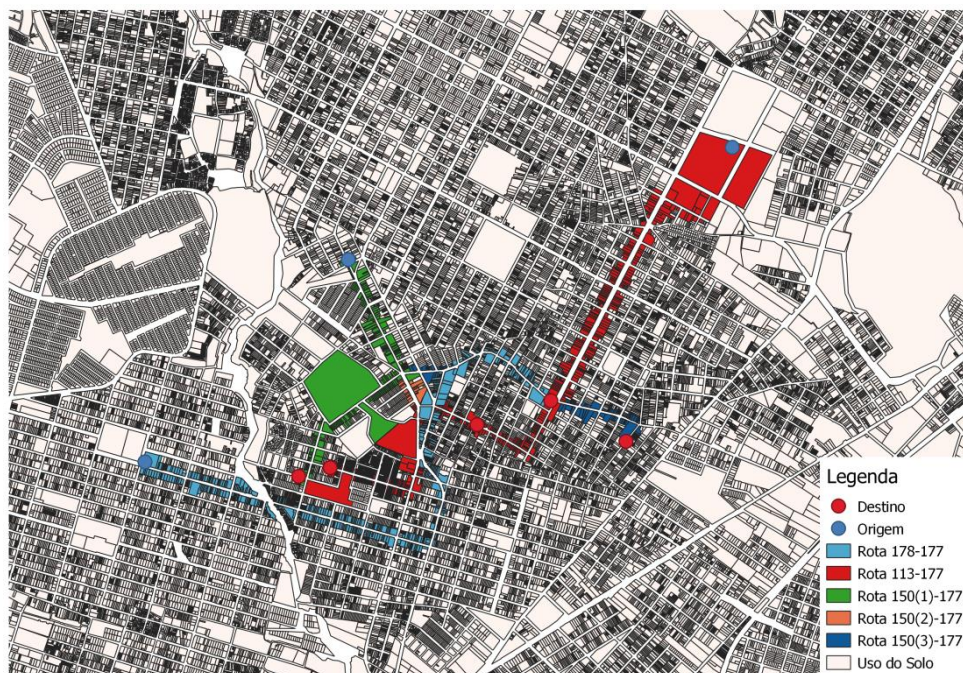 Legenda
Destino
Origem
Rota 178-177
Rota 113-177
Rota 150(1)-177
Rota 150(2)-177
Rota 150(3)-177
Uso do Solo